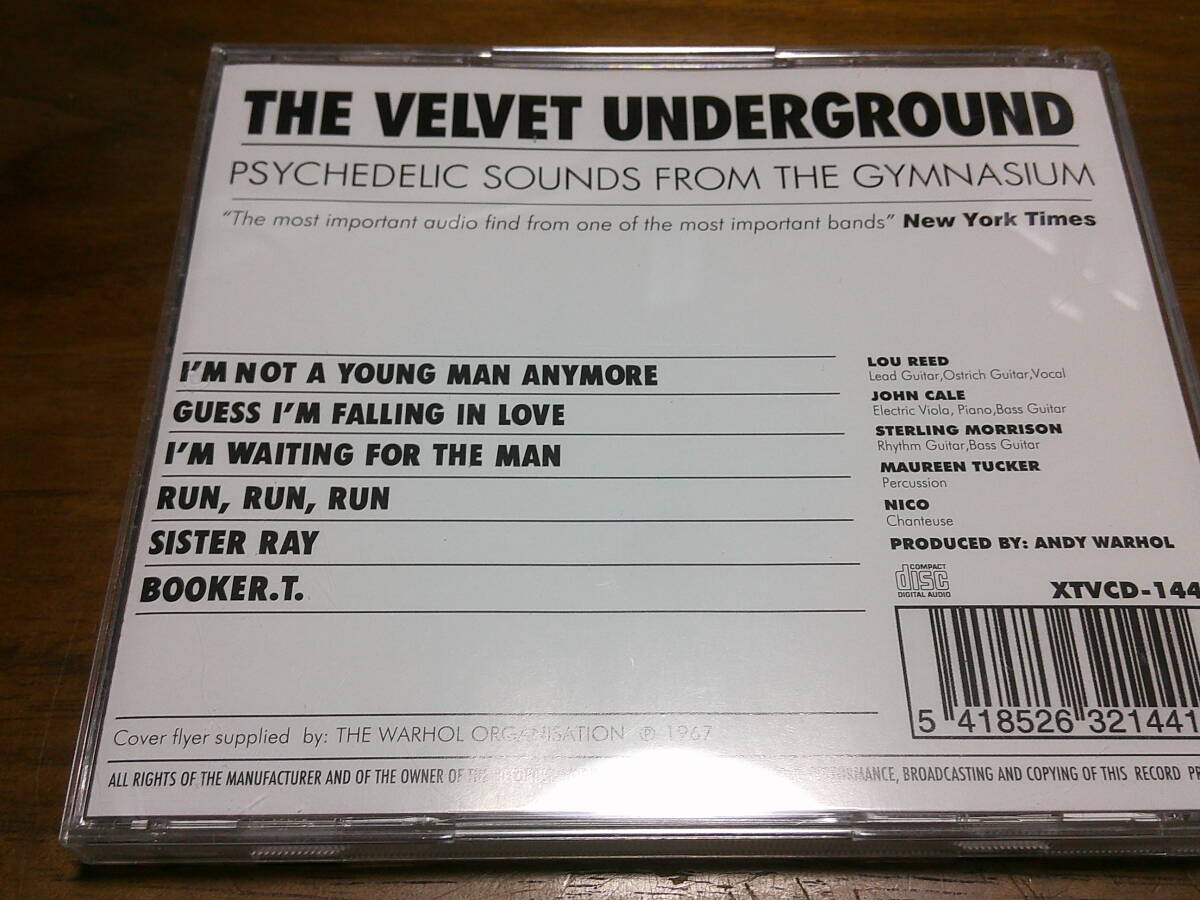 THE VELVET UNDERGROUND
PSYCHEDELIC SOUNDS FROM THE GYMNASIUM
"The most important audio find from one of the most important bands" New York Times
I'M NOT A YOUNG MAN ANYMORE
GUESS I'M FALLING IN LOVE
I'M WAITING FOR THE MAN
RUN, RUN, RUN
SISTER RAY
BOOKER.T.
LOU REED
Lead Guitar,Ostrich Guitar,Vocal
JOHN CALE
Electric Viola, Piano,Bass Guitar
STERLING MORRISON
Rhythm Guitar,Bass Guitar
MAUREEN TUCKER
Percussion
NICO
Chanteuse
PRODUCED BY: ANDY WARHOL
COMPACT
disc
DIGITAL AUDIO
XTVCD-144
5 418526 321441
Cover flyer supplied by: THE WARHOL ORGANISATION ℗ 1967
ALL RIGHTS OF THE MANUFACTURER AND OF THE OWNER OF BROADCASTING AND COPYING OF THIS RECORD